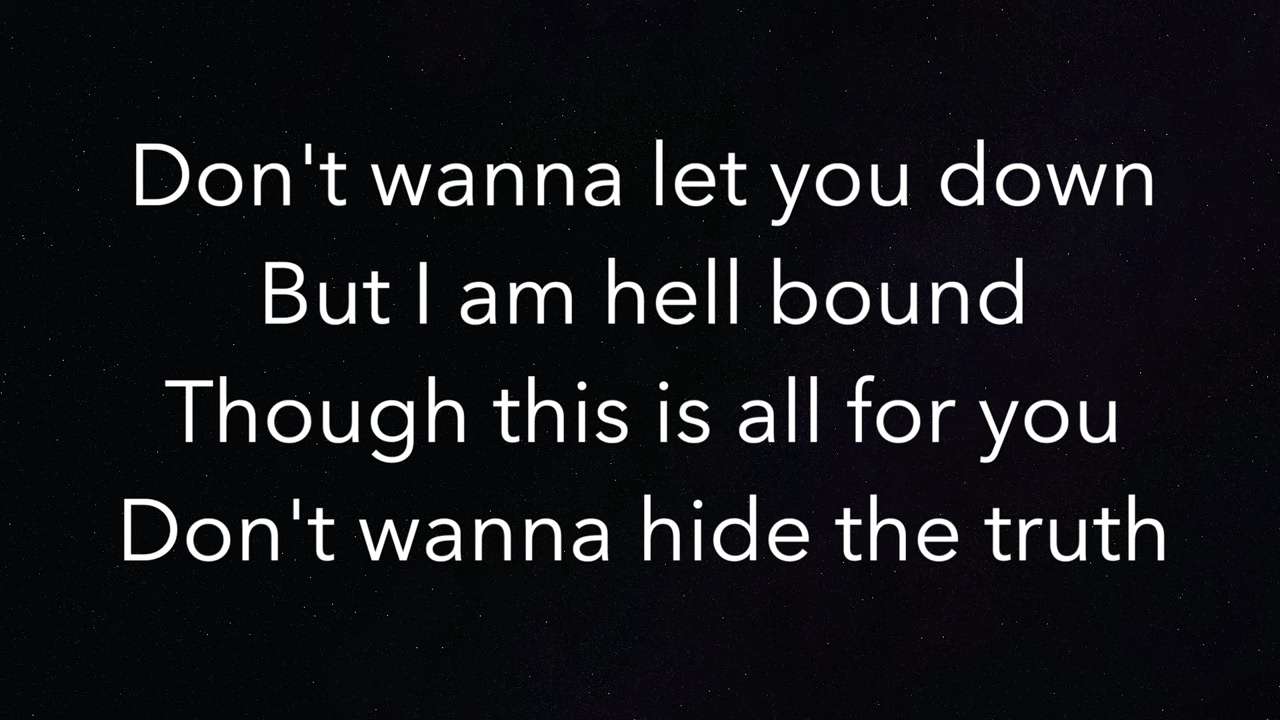 Don't wanna let you down
But I am hell bound
Though this is all for you
Don't wanna hide the truth